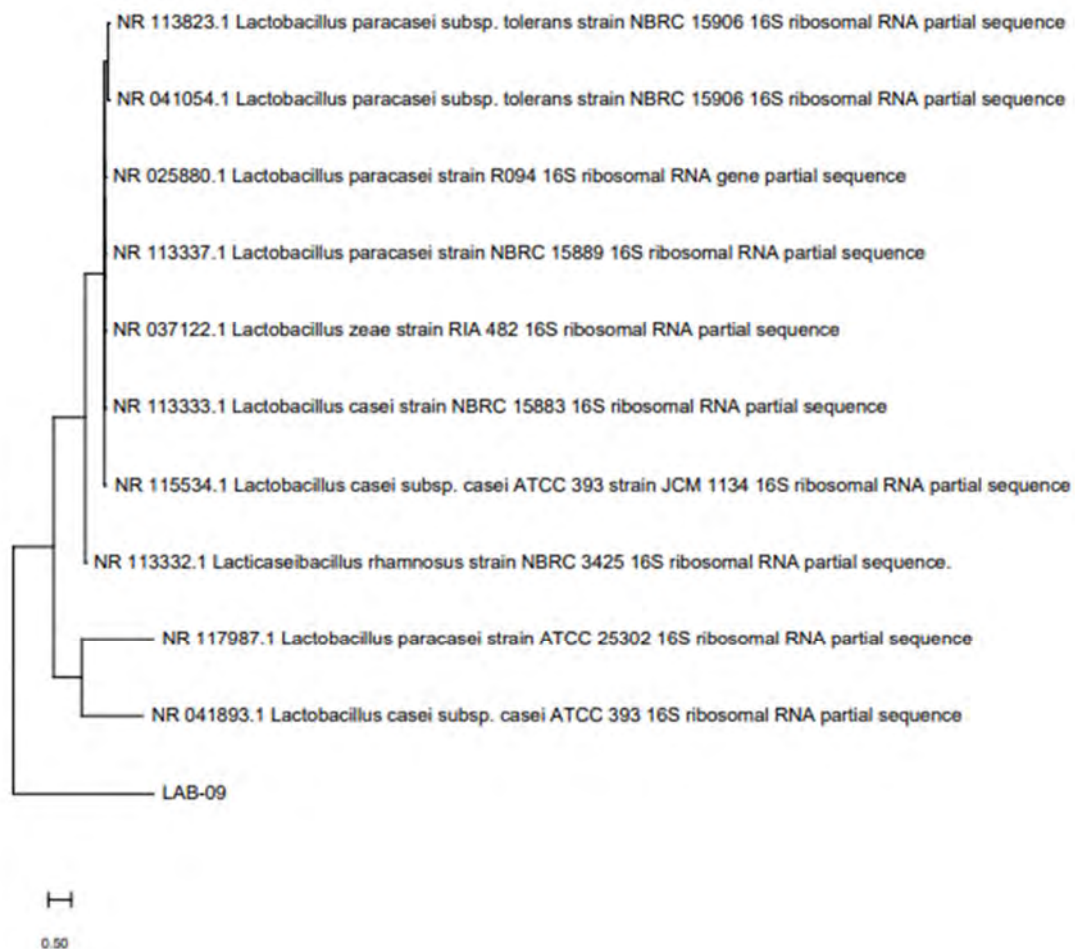 NR 113823.1 Lactobacillus paracasei subsp. tolerans strain NBRC 15906 16S ribosomal RNA partial sequence
NR 041054.1 Lactobacillus paracasei subsp. tolerans strain NBRC 15906 16S ribosomal RNA partial sequence
NR 025880.1 Lactobacillus paracasei strain R094 16S ribosomal RNA gene partial sequence
NR 113337.1 Lactobacillus paracasei strain NBRC 15889 16S ribosomal RNA partial sequence
NR 037122.1 Lactobacillus zeae strain RIA 482 16S ribosomal RNA partial sequence
NR 113333.1 Lactobacillus casei strain NBRC 15883 16S ribosomal RNA partial sequence
NR 115534.1 Lactobacillus casei subsp. casei ATCC 393 strain JCM 1134 16S ribosomal RNA partial sequence
NR 113332.1 Lacticaseibacillus rhamnosus strain NBRC 3425 16S ribosomal RNA partial sequence.
NR 117987.1 Lactobacillus paracasei strain ATCC 25302 16S ribosomal RNA partial sequence
NR 041893.1 Lactobacillus casei subsp. casei ATCC 393 16S ribosomal RNA partial sequence
LAB-09
0.50